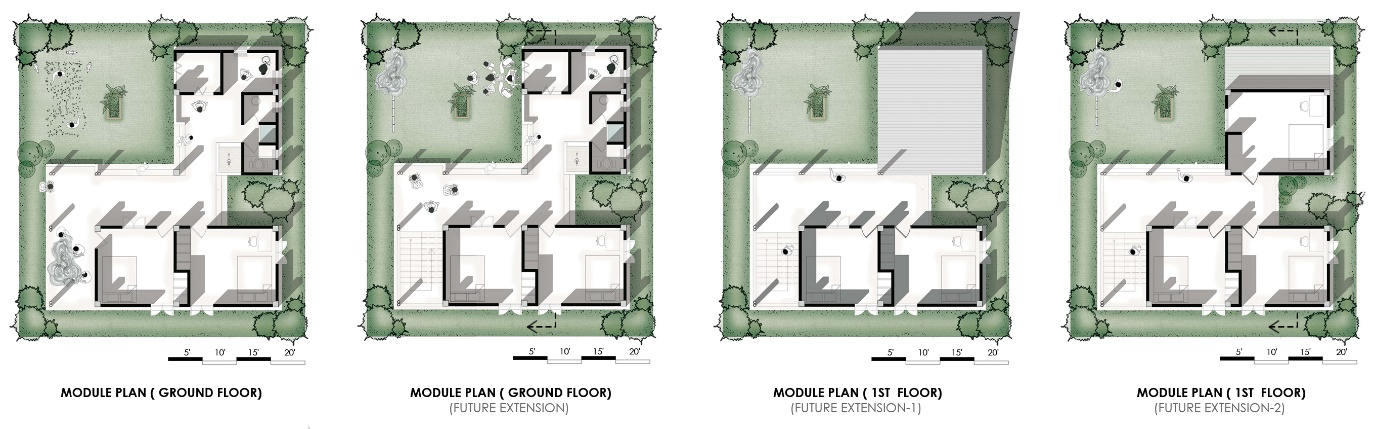 5' 10' 15' 20'
5' 10' 15' 20'
5' 10' 15' 20'
5' 10' 15' 20'
MODULE PLAN ( GROUND FLOOR)
MODULE PLAN ( GROUND FLOOR)
(FUTURE EXTENSION)
MODULE PLAN ( 1ST FLOOR)
(FUTURE EXTENSION-1)
MODULE PLAN ( 1ST FLOOR)
(FUTURE EXTENSION-2)